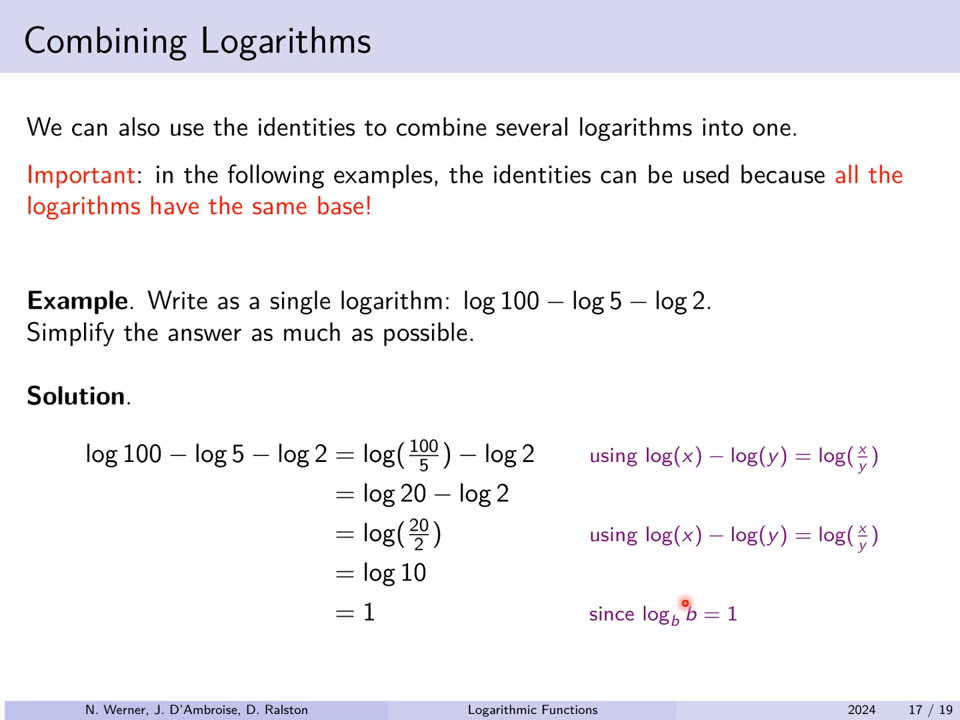 Combining Logarithms
We can also use the identities to combine several logarithms into one.
Important: in the following examples, the identities can be used because all the
logarithms have the same base!
Example. Write as a single logarithm: log 100 − log 5 − log 2.
Simplify the answer as much as possible.
Solution.
log 100 − log 5 − log 2 = log(100/5) − log 2 using log(x) − log(y) = log(x/y)
= log 20 − log 2
= log(20/2) using log(x) − log(y) = log(x/y)
= log 10
= 1 since log_b b = 1
N. Werner, J. D'Ambroise, D. Ralston Logarithmic Functions 2024 17 / 19